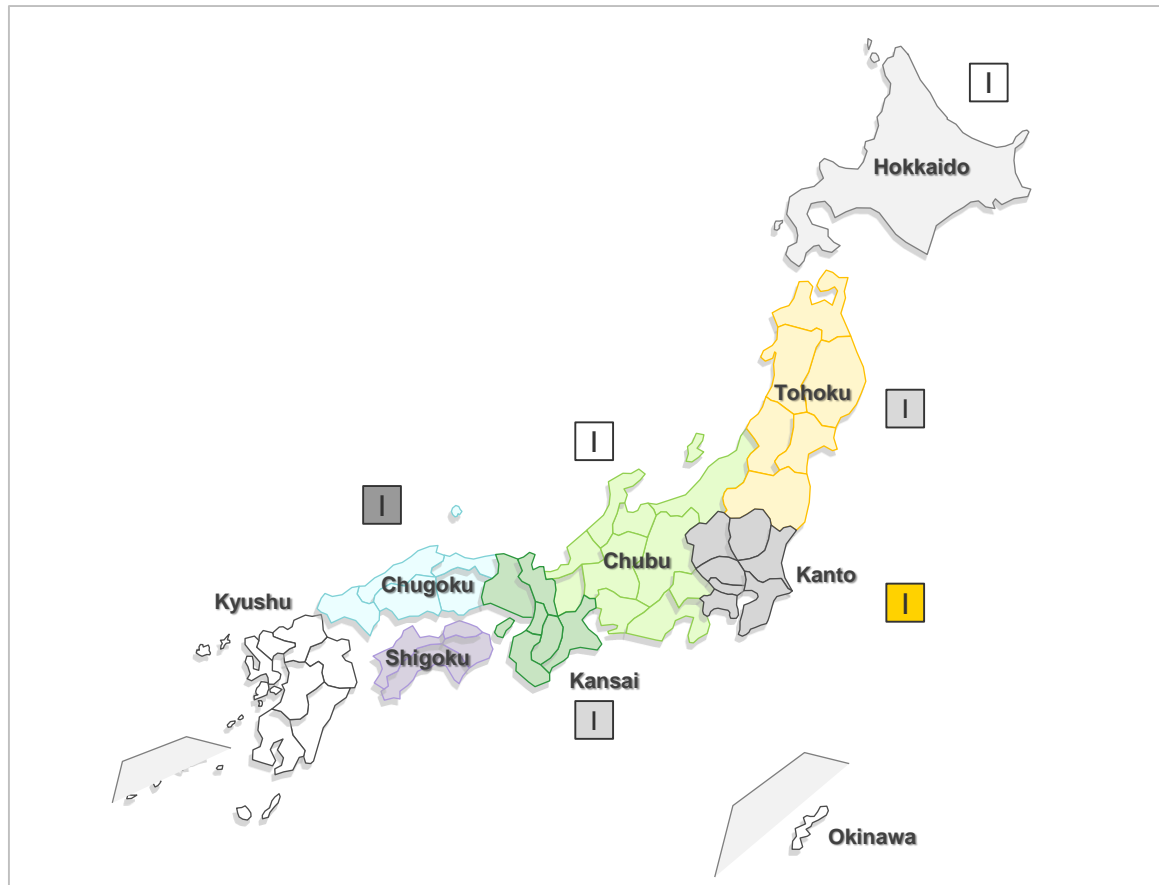 I
Hokkaido
Tohoku
I
I
I
Chubu
Kanto
Chugoku
Kyushu
I
Shigoku
Kansai
I
Okinawa